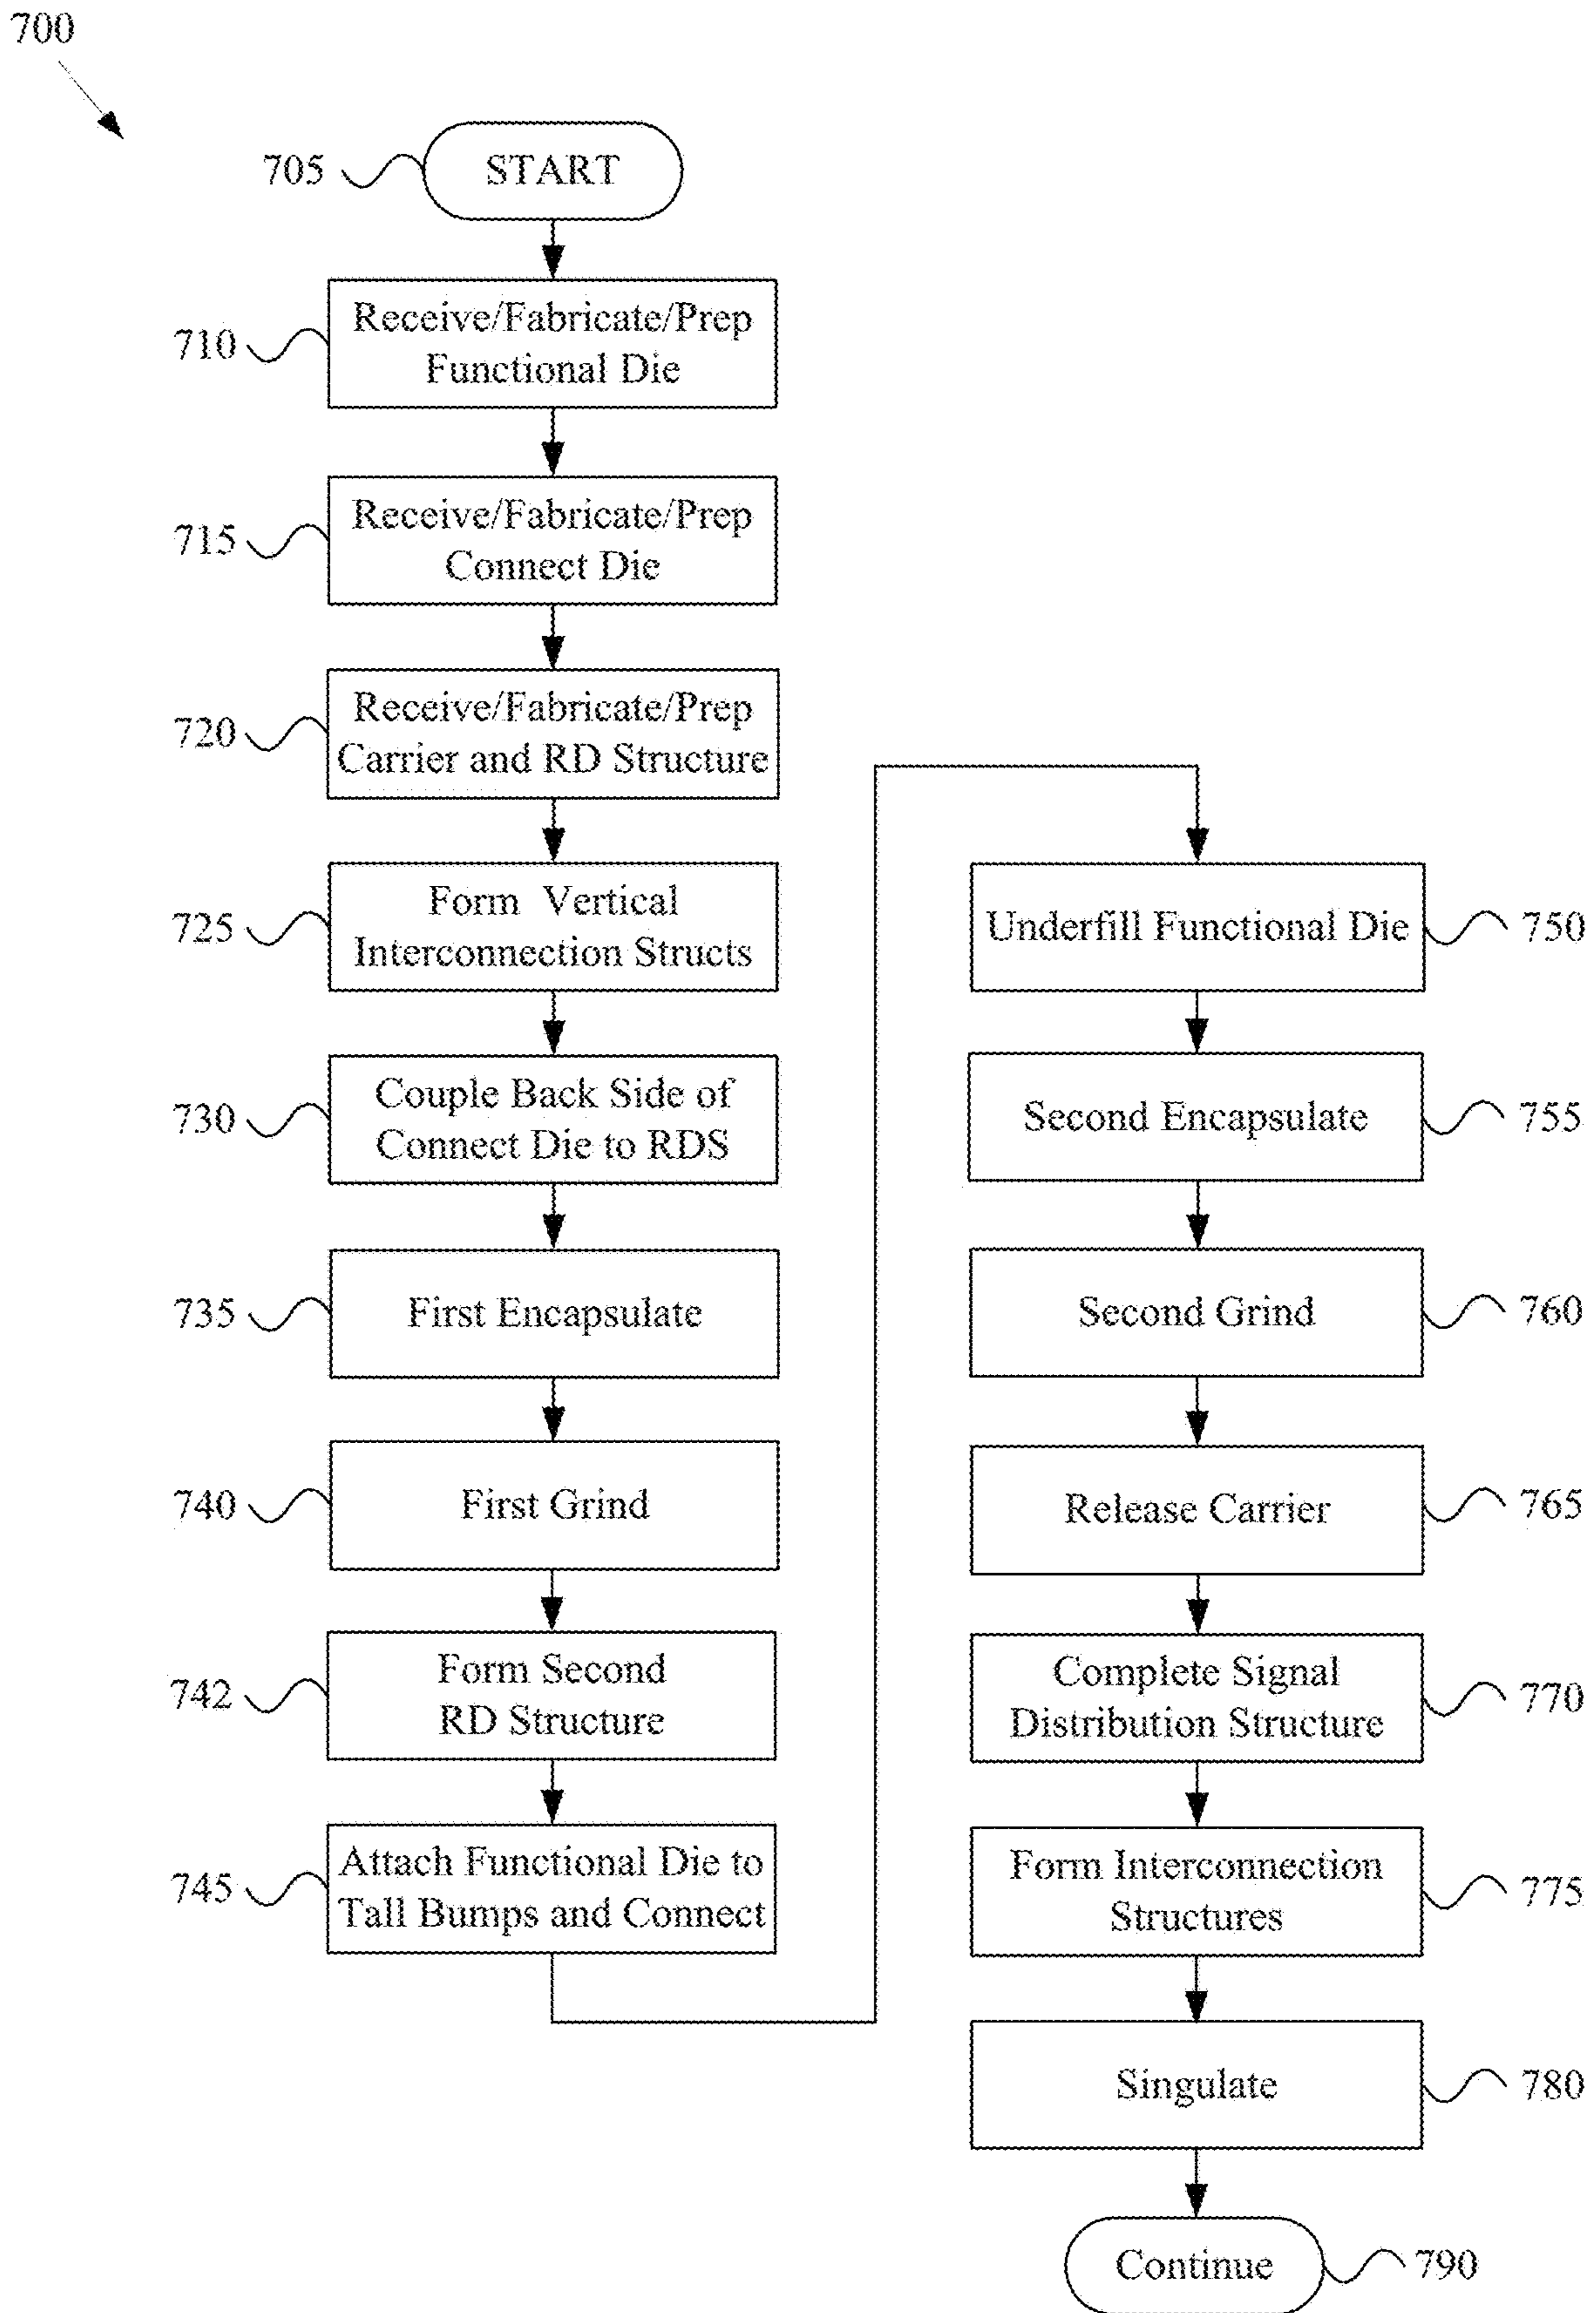 700
705
START
710
Receive/Fabricate/Prep
Functional Die
715
Receive/Fabricate/Prep
Connect Die
720
Receive/Fabricate/Prep
Carrier and RD Structure
725
Form Vertical
Interconnection Structs
730
Couple Back Side of
Connect Die to RDS
735
First Encapsulate
740
First Grind
742
Form Second
RD Structure
745
Attach Functional Die to
Tall Bumps and Connect
Underfill Functional Die
750
Second Encapsulate
755
Second Grind
760
Release Carrier
765
Complete Signal
Distribution Structure
770
Form Interconnection
Structures
775
Singulate
780
Continue
790